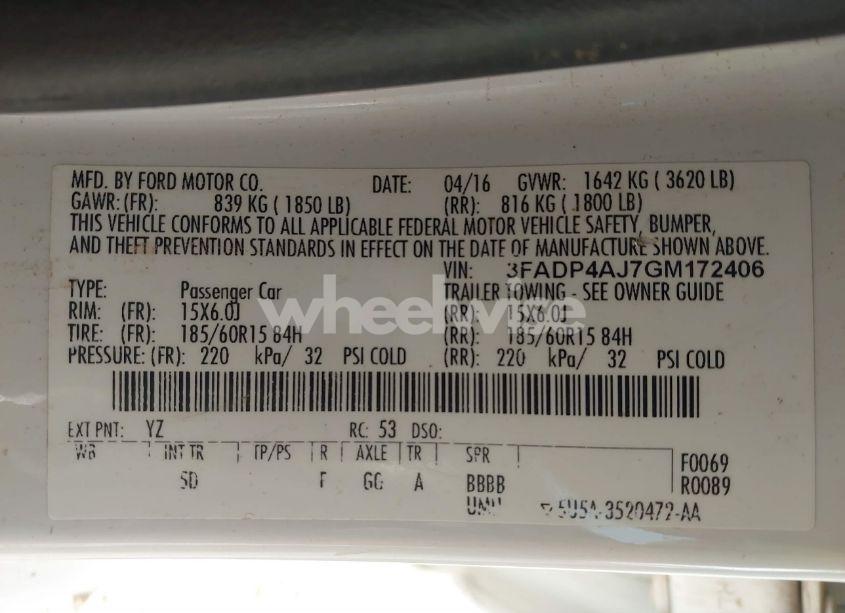 MFD. BY FORD MOTOR CO. DATE: 04/16 GVWR: 1642 KG ( 3620 LB)
GAWR: (FR): 839 KG ( 1850 LB) (RR): 816 KG ( 1800 LB)
THIS VEHICLE CONFORMS TO ALL APPLICABLE FEDERAL MOTOR VEHICLE SAFETY, BUMPER,
AND THEFT PREVENTION STANDARDS IN EFFECT ON THE DATE OF MANUFACTURE SHOWN ABOVE.
VIN: 3FADP4AJ7GM172406
TYPE: Passenger Car TRAILER TOWING - SEE OWNER GUIDE
RIM: (FR): 15X6.0J (RR): 15X6.0J
TIRE: (FR): 185/60R15 84H (RR): 185/60R15 84H
PRESSURE: (FR): 220 kPa/ 32 PSI COLD (RR): 220 kPa/ 32 PSI COLD
wheelvize
EXT PNT: YZ RC: 53 DSO:
WB INT TR TP/PS R AXLE TR SPR F0069
SD F GG A BBBB R0089
5U5A-3520472-AA